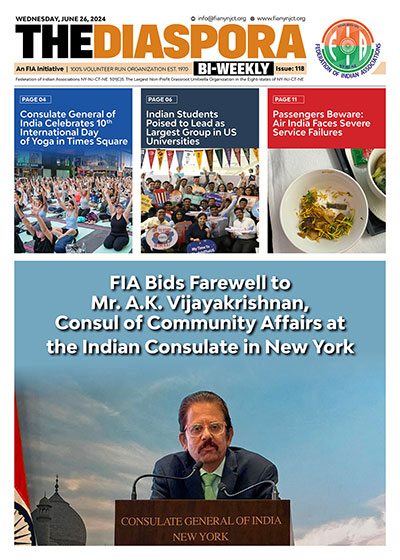 WEDNESDAY, JUNE 26, 2024
info@fianynjct.org www.fianynjct.org
THEDIASPORA
BI-WEEKLY Issue: 118
An FIA Initiative | 100% VOLUNTEER RUN ORGANIZATION EST. 1970
FIA
FEDERATION OF INDIAN ASSOCIATIONS
Federation of Indian Associations NY-NJ-CT-NE 501(C)3. The Largest Non-Profit Grassroot Umbrella Organization in the Eight states of NY-NJ-CT-NE
PAGE 04
Consulate General of
India Celebrates 10th
International Day
of Yoga in Times Square
PAGE 06
Indian Students
Poised to Lead as
Largest Group in US
Universities
PAGE 11
Passengers Beware:
Air India Faces Severe
Service Failures
FIA Bids Farewell to
Mr. A.K. Vijayakrishnan,
Consul of Community Affairs at
the Indian Consulate in New York
CONSULATE GENERAL OF INDIA
NEW YORK